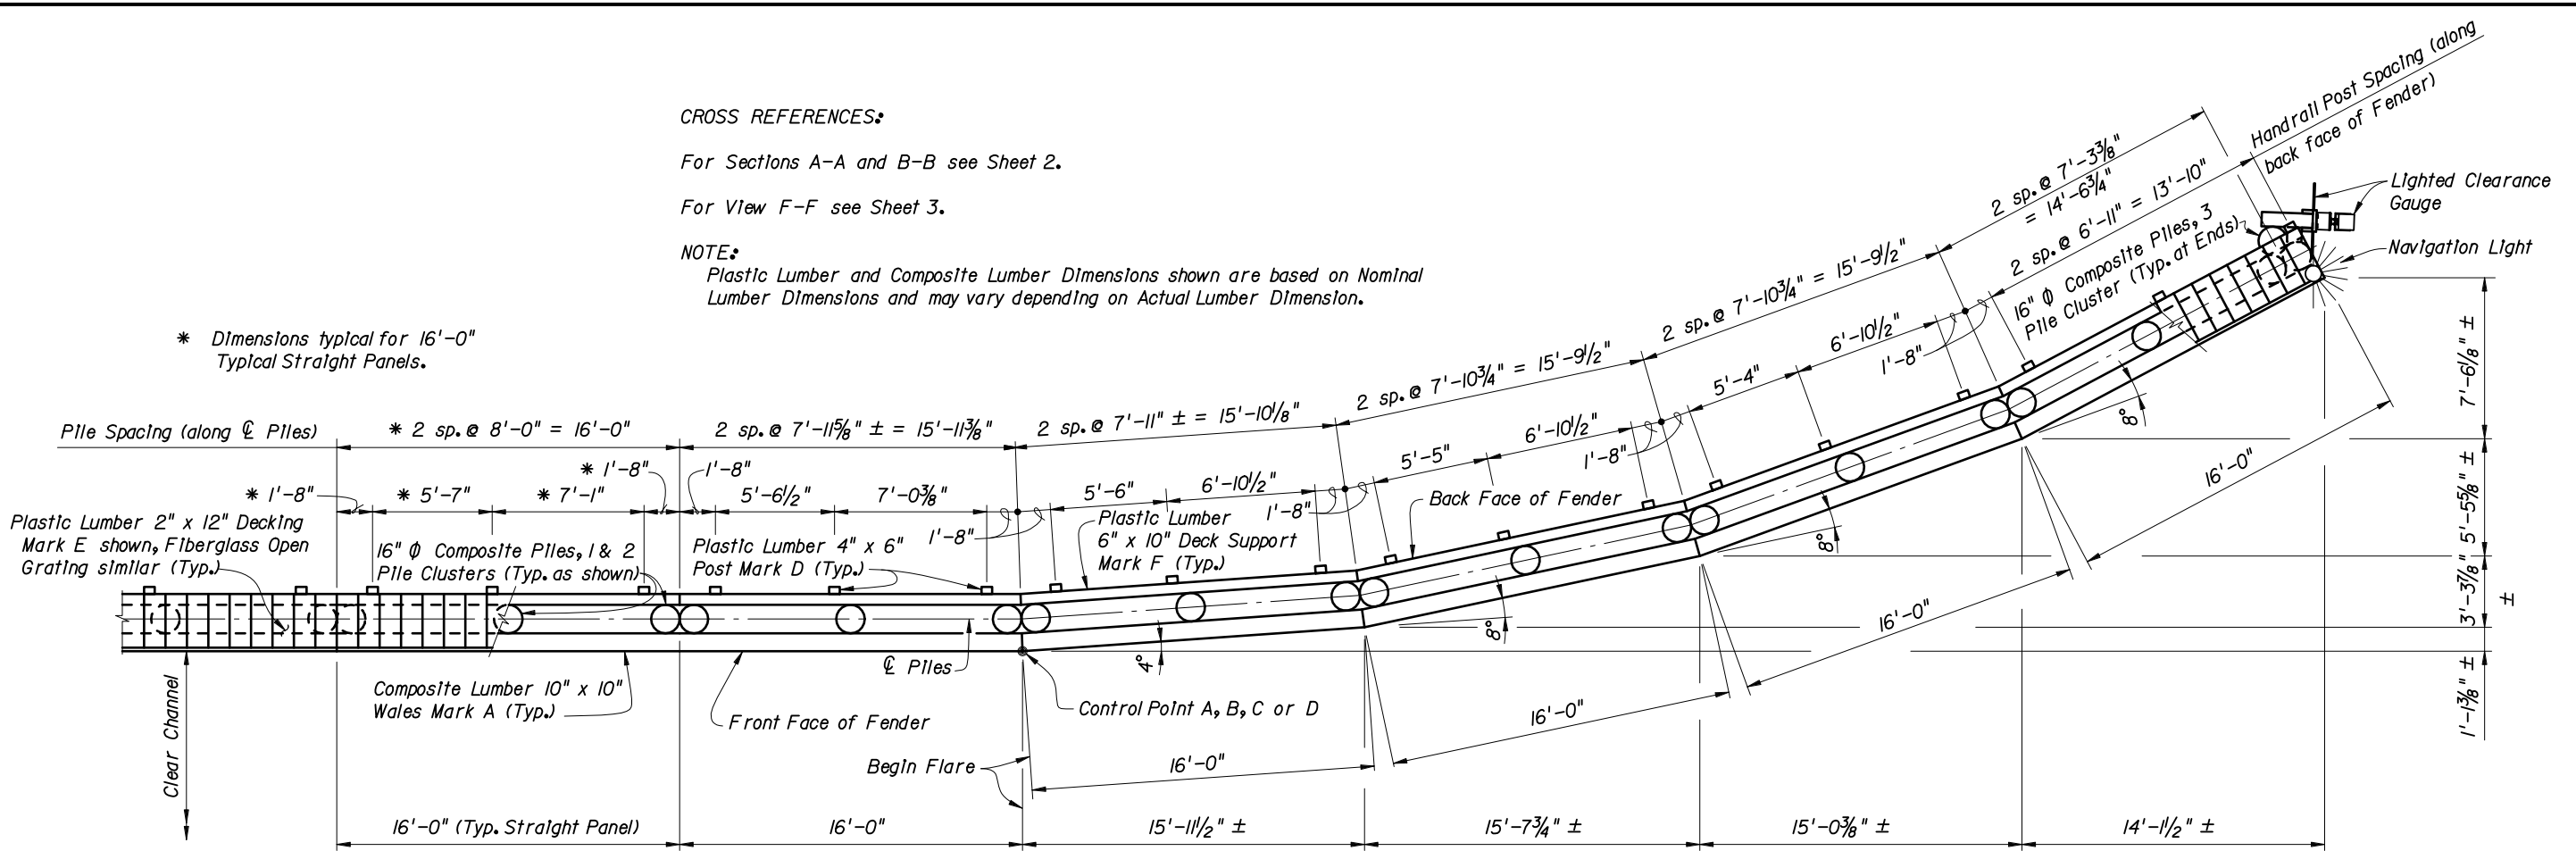 CROSS REFERENCES:
For Sections A-A and B-B see Sheet 2.
For View F-F see Sheet 3.
NOTE:
Plastic Lumber and Composite Lumber Dimensions shown are based on Nominal
Lumber Dimensions and may vary depending on Actual Lumber Dimension.
* Dimensions typical for 16'-0"
Typical Straight Panels.
Handrail Post Spacing (along
back face of Fender)
2 sp. @ 7'-3⅜"
= 14'-6¾"
2 sp. @ 6'-11" = 13'-10"
16" ϕ Composite Piles, 3
Pile Cluster (Typ. at Ends)
Lighted Clearance
Gauge
Navigation Light
Pile Spacing (along ℄ Piles)
* 2 sp. @ 8'-0" = 16'-0"
2 sp. @ 7'-11⅝" ± = 15'-11⅜"
2 sp. @ 7'-11" ± = 15'-10⅛"
2 sp. @ 7'-10¾" = 15'-9½"
2 sp. @ 7'-10¾" = 15'-9½"
* 1'-8"
* 5'-7"
* 7'-1"
* 1'-8"
1'-8"
5'-6½"
7'-0⅜"
1'-8"
5'-6"
6'-10½"
1'-8"
5'-5"
6'-10½"
1'-8"
5'-4"
6'-10½"
1'-8"
Plastic Lumber 2" x 12" Decking
Mark E shown, Fiberglass Open
Grating similar (Typ.)
16" ϕ Composite Piles, 1 & 2
Pile Clusters (Typ. as shown)
Plastic Lumber 4" x 6"
Post Mark D (Typ.)
Plastic Lumber
6" x 10" Deck Support
Mark F (Typ.)
Back Face of Fender
℄ Piles
4°
8°
8°
8°
Clear Channel
Composite Lumber 10" x 10"
Wales Mark A (Typ.)
Front Face of Fender
Control Point A, B, C or D
Begin Flare
16'-0"
16'-0"
16'-0"
16'-0"
7'-6⅛" ±
5'-5⅝" ±
3'-3⅞"
±
1'-1⅜" ±
16'-0" (Typ. Straight Panel)
16'-0"
15'-11½" ±
15'-7¾" ±
15'-0⅜" ±
14'-1½" ±